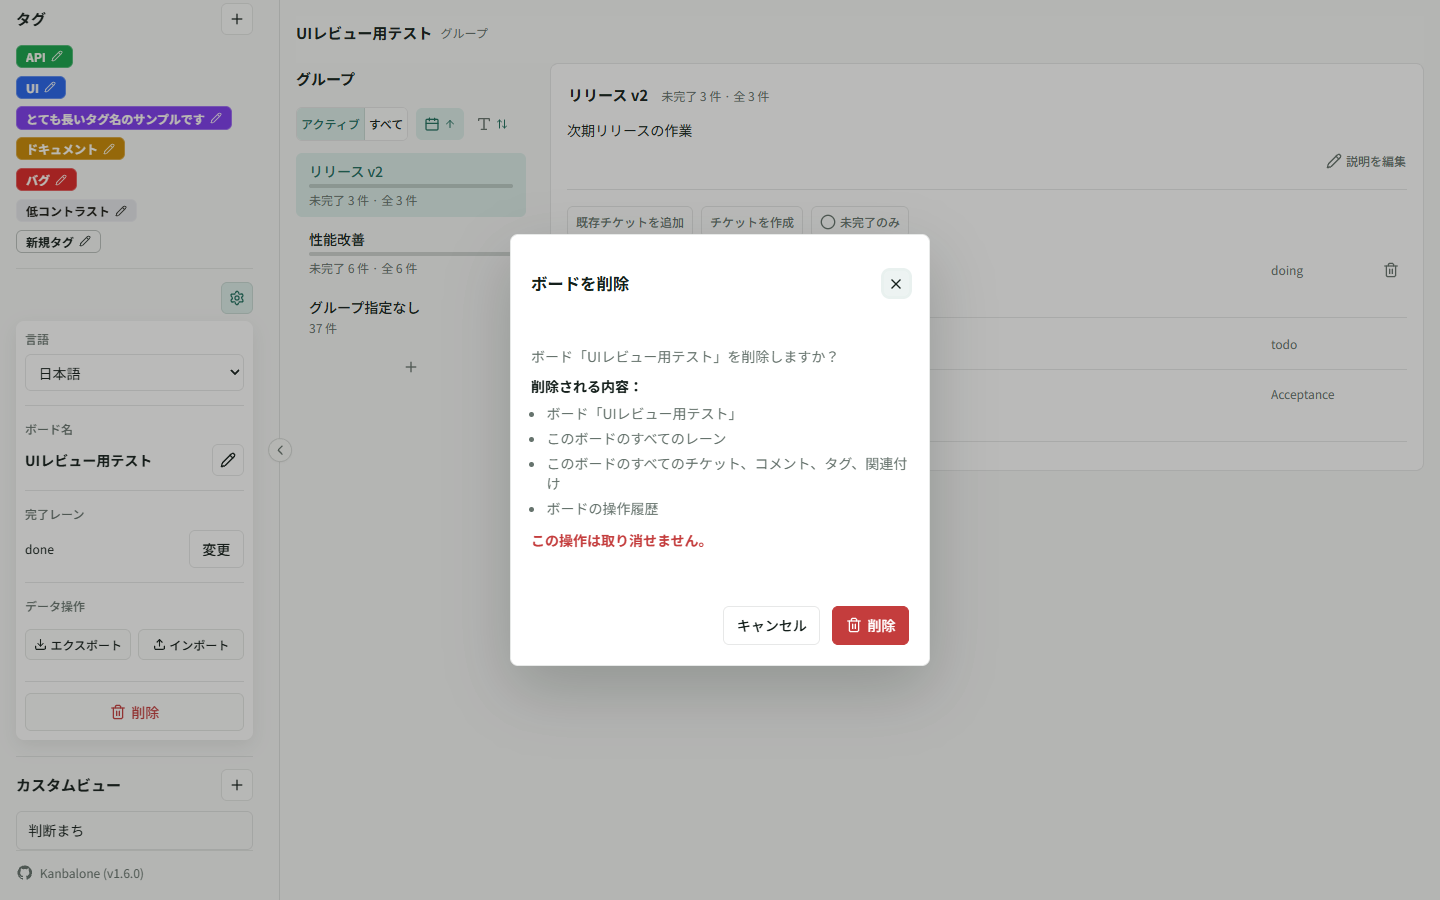 タグ
API
UI
とても長いタグ名のサンプルです
ドキュメント
バグ
低コントラスト
新規タグ
言語
日本語
ボード名
UIレビュー用テスト
完了レーン
done
変更
データ操作
エクスポート
インポート
削除
カスタムビュー
判断まち
Kanbalone (v1.6.0)
UIレビュー用テスト グループ
グループ
アクティブ すべて
リリース v2
未完了 3 件 · 全 3 件
性能改善
未完了 6 件 · 全 6 件
グループ指定なし
37 件
リリース v2 未完了 3 件 · 全 3 件
次期リリースの作業
説明を編集
既存チケットを追加 チケットを作成 未完了のみ
doing
todo
Acceptance
ボードを削除
ボード「UIレビュー用テスト」を削除しますか？
削除される内容：
ボード「UIレビュー用テスト」
このボードのすべてのレーン
このボードのすべてのチケット、コメント、タグ、関連付
け
ボードの操作履歴
この操作は取り消せません。
キャンセル 削除